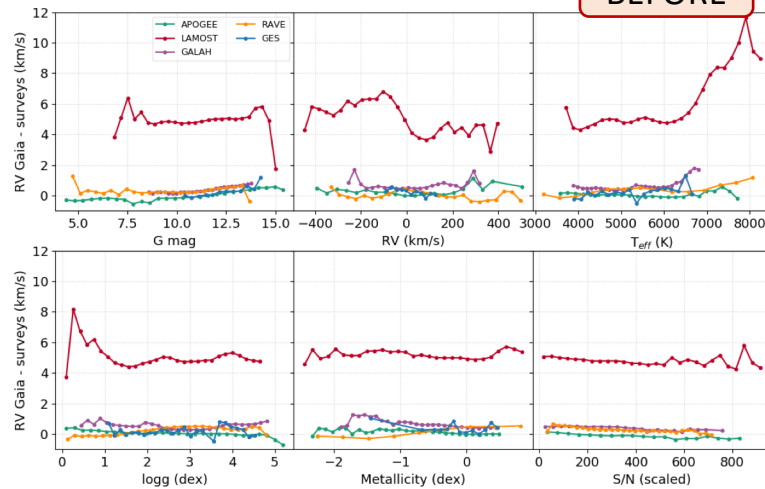 BEFORE
RV Gaia - surveys (km/s)
12
10
8
6
4
2
0
APOGEE
LAMOST
GALAH
RAVE
GES
5.0 7.5 10.0 12.5 15.0
G mag
−400 −200 0 200 400
RV (km/s)
3000 4000 5000 6000 7000 8000
Teff (K)
RV Gaia - surveys (km/s)
12
10
8
6
4
2
0
0 1 2 3 4 5
logg (dex)
−2 −1 0
Metallicity (dex)
0 200 400 600 800
S/N (scaled)